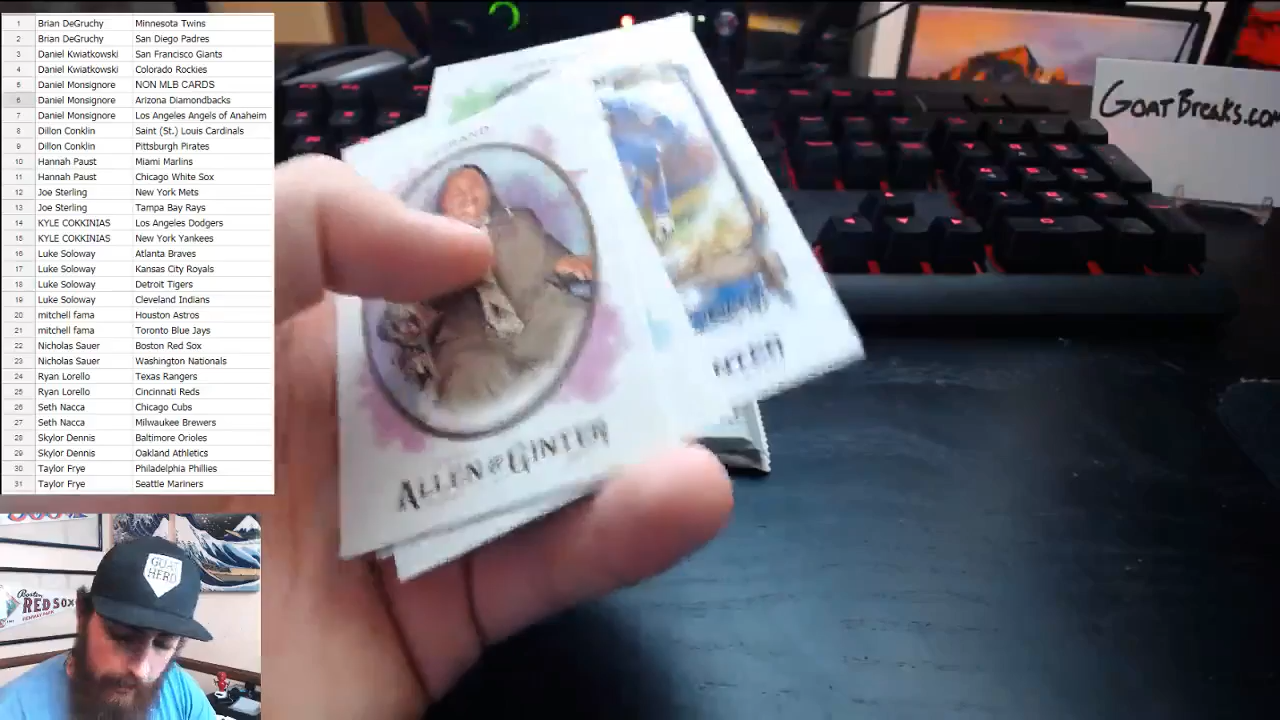 1 Brian DeGruchy Minnesota Twins
2 Brian DeGruchy San Diego Padres
3 Daniel Kwiatkowski San Francisco Giants
4 Daniel Kwiatkowski Colorado Rockies
5 Daniel Monsignore NON MLB CARDS
6 Daniel Monsignore Arizona Diamondbacks
7 Daniel Monsignore Los Angeles Angels of Anaheim
8 Dillon Conklin Saint (St.) Louis Cardinals
9 Dillon Conklin Pittsburgh Pirates
10 Hannah Paust Miami Marlins
11 Hannah Paust Chicago White Sox
12 Joe Sterling New York Mets
13 Joe Sterling Tampa Bay Rays
14 KYLE COKKINIAS Los Angeles Dodgers
15 KYLE COKKINIAS New York Yankees
16 Luke Soloway Atlanta Braves
17 Luke Soloway Kansas City Royals
18 Luke Soloway Detroit Tigers
19 Luke Soloway Cleveland Indians
20 mitchell fama Houston Astros
21 mitchell fama Toronto Blue Jays
22 Nicholas Sauer Boston Red Sox
23 Nicholas Sauer Washington Nationals
24 Ryan Lorello Texas Rangers
25 Ryan Lorello Cincinnati Reds
26 Seth Nacca Chicago Cubs
27 Seth Nacca Milwaukee Brewers
28 Skylor Dennis Baltimore Orioles
29 Skylor Dennis Oakland Athletics
30 Taylor Frye Philadelphia Phillies
31 Taylor Frye Seattle Mariners
GOATBREAKS.COM
ALLEN & GINTER
GOAT
HERD
Boston
RED SOX